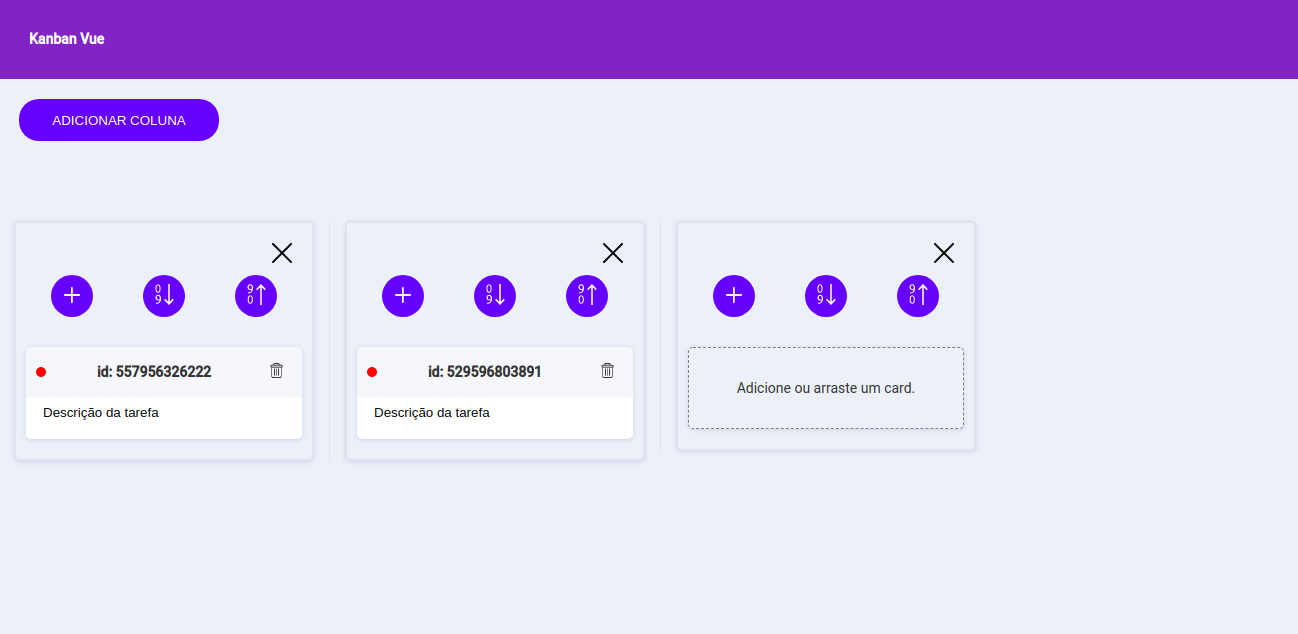 Kanban Vue
ADICIONAR COLUNA
0 9
9 0
0 9
9 0
0 9
9 0
id: 557956326222
Descrição da tarefa
id: 529596803891
Descrição da tarefa
Adicione ou arraste um card.